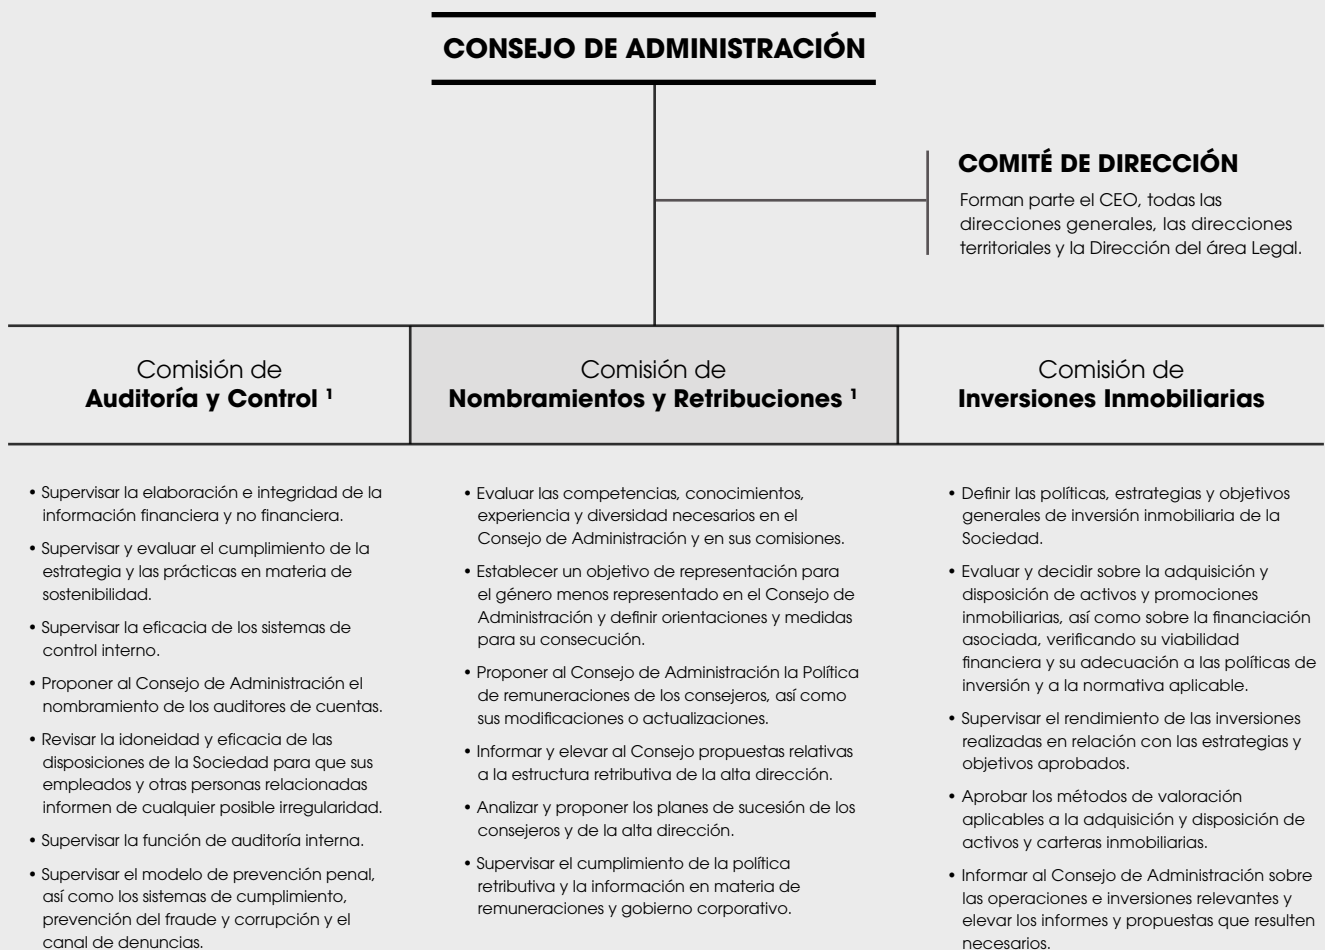 CONSEJO DE ADMINISTRACIÓN
COMITÉ DE DIRECCIÓN
Forman parte el CEO, todas las
direcciones generales, las direcciones
territoriales y la Dirección del área Legal.
Comisión de
Auditoría y Control ¹
Comisión de
Nombramientos y Retribuciones ¹
Comisión de
Inversiones Inmobiliarias
• Supervisar la elaboración e integridad de la
información financiera y no financiera.
• Supervisar y evaluar el cumplimiento de la
estrategia y las prácticas en materia de
sostenibilidad.
• Supervisar la eficacia de los sistemas de
control interno.
• Proponer al Consejo de Administración el
nombramiento de los auditores de cuentas.
• Revisar la idoneidad y eficacia de las
disposiciones de la Sociedad para que sus
empleados y otras personas relacionadas
informen de cualquier posible irregularidad.
• Supervisar la función de auditoría interna.
• Supervisar el modelo de prevención penal,
así como los sistemas de cumplimiento,
prevención del fraude y corrupción y el
canal de denuncias.
• Evaluar las competencias, conocimientos,
experiencia y diversidad necesarios en el
Consejo de Administración y en sus comisiones.
• Establecer un objetivo de representación para
el género menos representado en el Consejo de
Administración y definir orientaciones y medidas
para su consecución.
• Proponer al Consejo de Administración la Política
de remuneraciones de los consejeros, así como
sus modificaciones o actualizaciones.
• Informar y elevar al Consejo propuestas relativas
a la estructura retributiva de la alta dirección.
• Analizar y proponer los planes de sucesión de los
consejeros y de la alta dirección.
• Supervisar el cumplimiento de la política
retributiva y la información en materia de
remuneraciones y gobierno corporativo.
• Definir las políticas, estrategias y objetivos
generales de inversión inmobiliaria de la
Sociedad.
• Evaluar y decidir sobre la adquisición y
disposición de activos y promociones
inmobiliarias, así como sobre la financiación
asociada, verificando su viabilidad
financiera y su adecuación a las políticas de
inversión y a la normativa aplicable.
• Supervisar el rendimiento de las inversiones
realizadas en relación con las estrategias y
objetivos aprobados.
• Aprobar los métodos de valoración
aplicables a la adquisición y disposición de
activos y carteras inmobiliarias.
• Informar al Consejo de Administración sobre
las operaciones e inversiones relevantes y
elevar los informes y propuestas que resulten
necesarios.